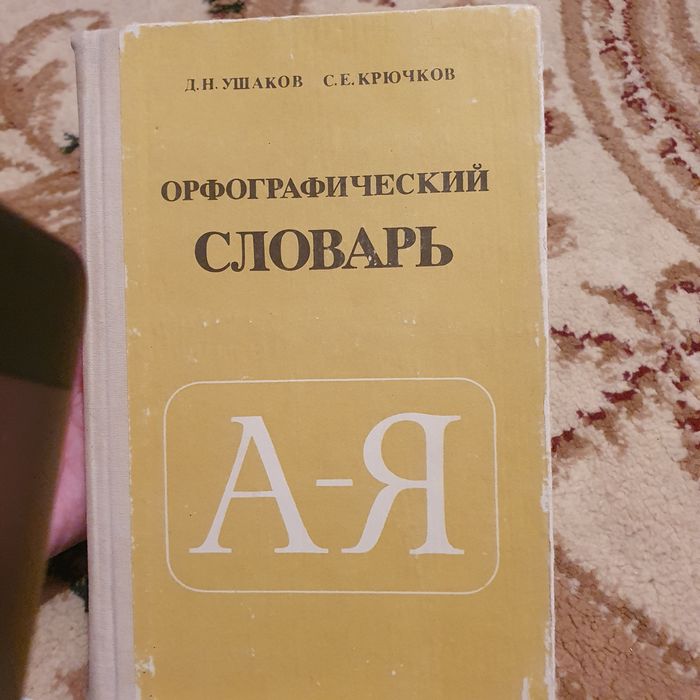 Д.Н.УШАКОВ С.Е.КРЮЧКОВ
ОРФОГРАФИЧЕСКИЙ
СЛОВАРЬ
А-Я